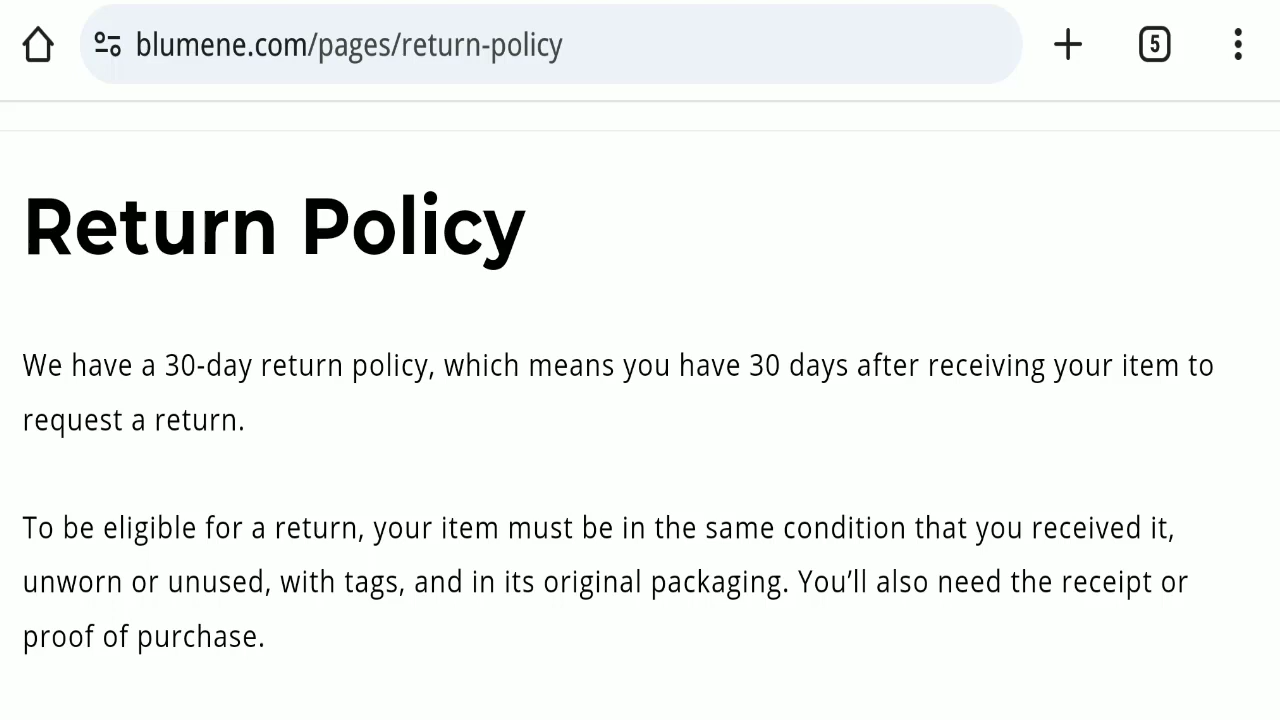 blumene.com/pages/return-policy
5
Return Policy
We have a 30-day return policy, which means you have 30 days after receiving your item to
request a return.
To be eligible for a return, your item must be in the same condition that you received it,
unworn or unused, with tags, and in its original packaging. You’ll also need the receipt or
proof of purchase.